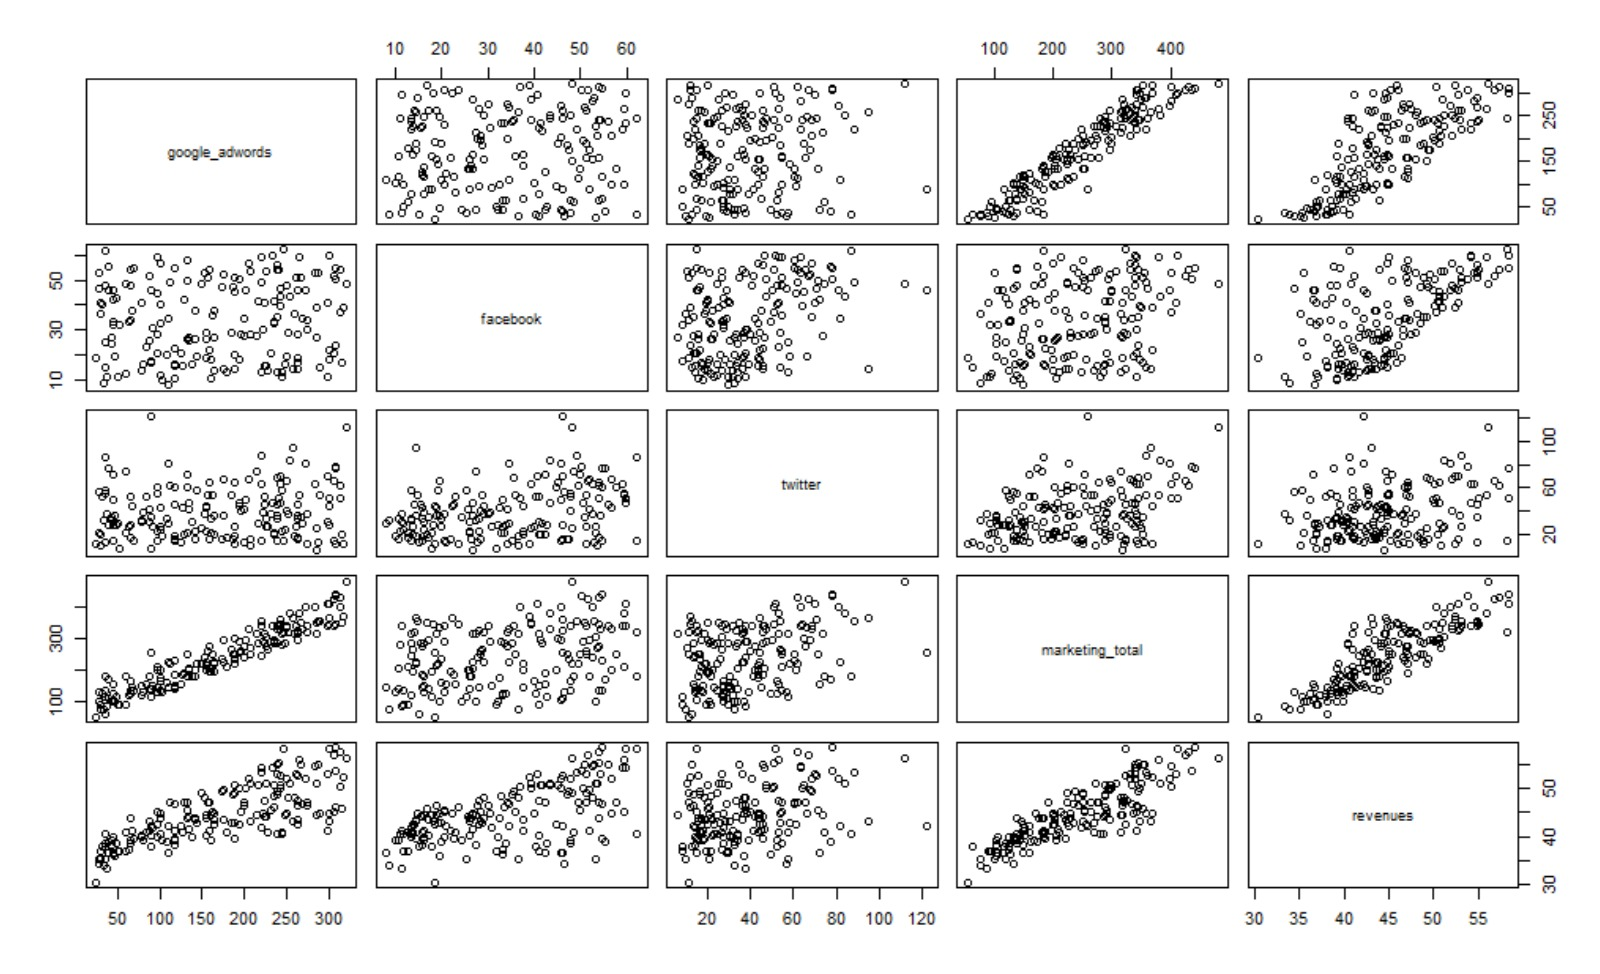 10 20 30 40 50 60 100 200 300 400
google_adwords 50 150 250
10 30 50 facebook
twitter 20 60 100
100 300 marketing_total
revenues 30 40 50
50 100 150 200 250 300 20 40 60 80 100 120 30 35 40 45 50 55